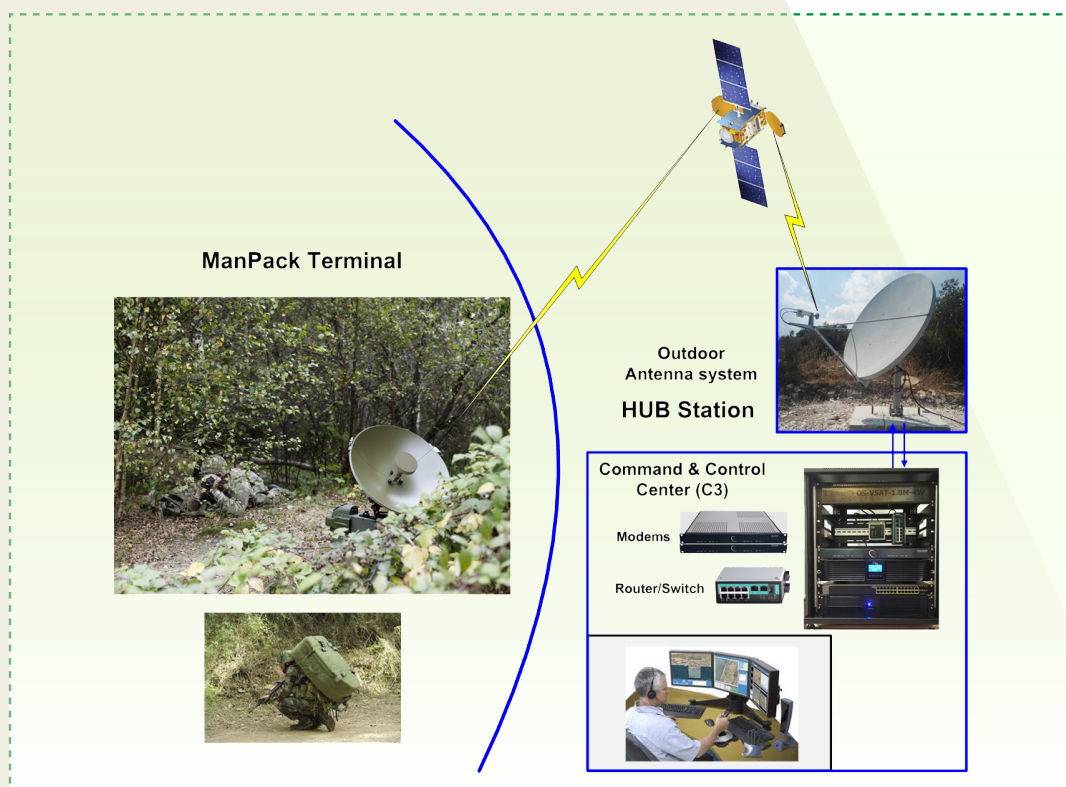 ManPack Terminal
Outdoor
Antenna system
HUB Station
Command & Control
Center (C3)
Modems
Router/Switch